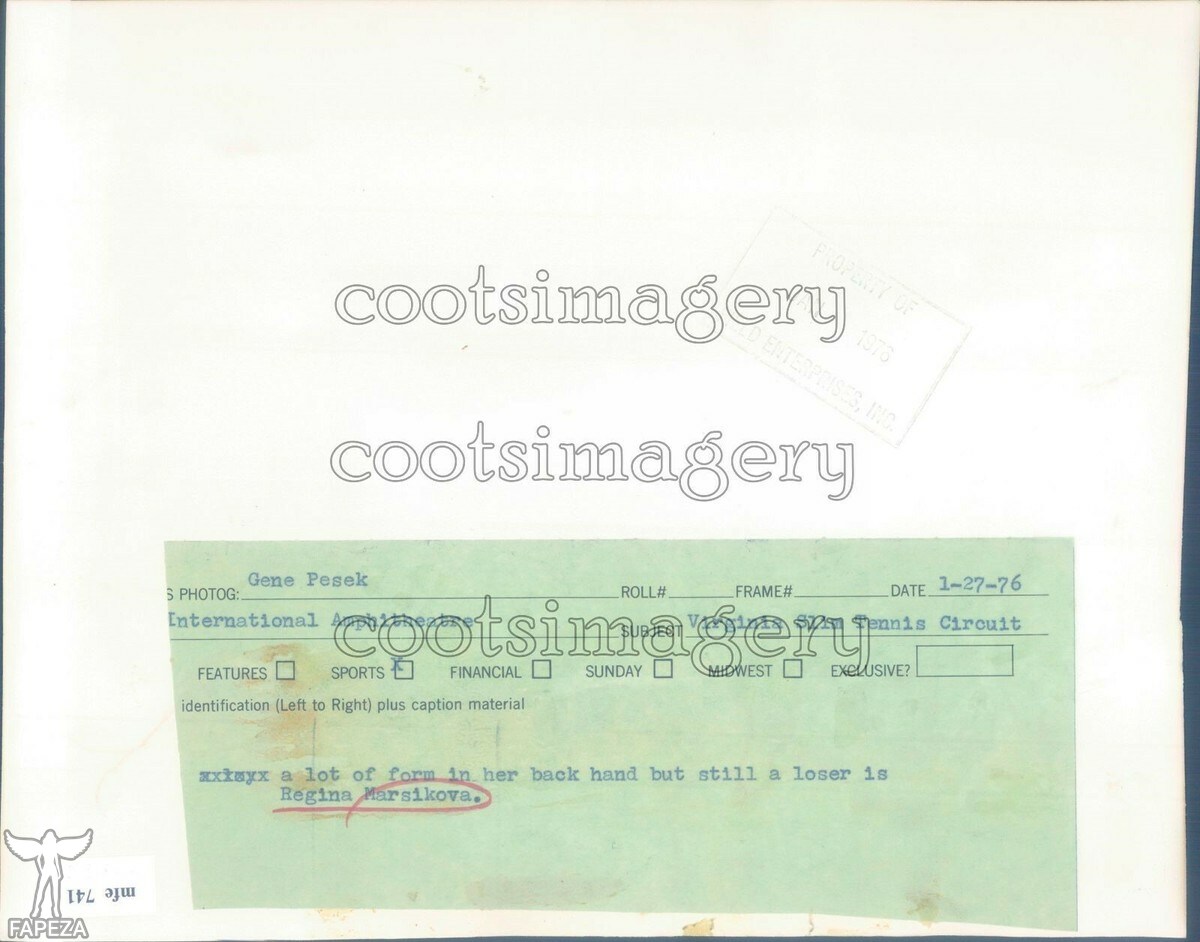 cootsimagery
PROPERTY OF
1976
ENTERPRISES, INC.
cootsimagery
S PHOTOG: Gene Pesek ROLL# FRAME# DATE 1-27-76
International Amphitheatre SUBJECT Virginia Slim Tennis Circuit
cootsimagery
FEATURES SPORTS X FINANCIAL SUNDAY MIDWEST EXCLUSIVE?
identification (Left to Right) plus caption material
a lot of form in her back hand but still a loser is
Regina Marsikova.
mfe 741
FAPEZA